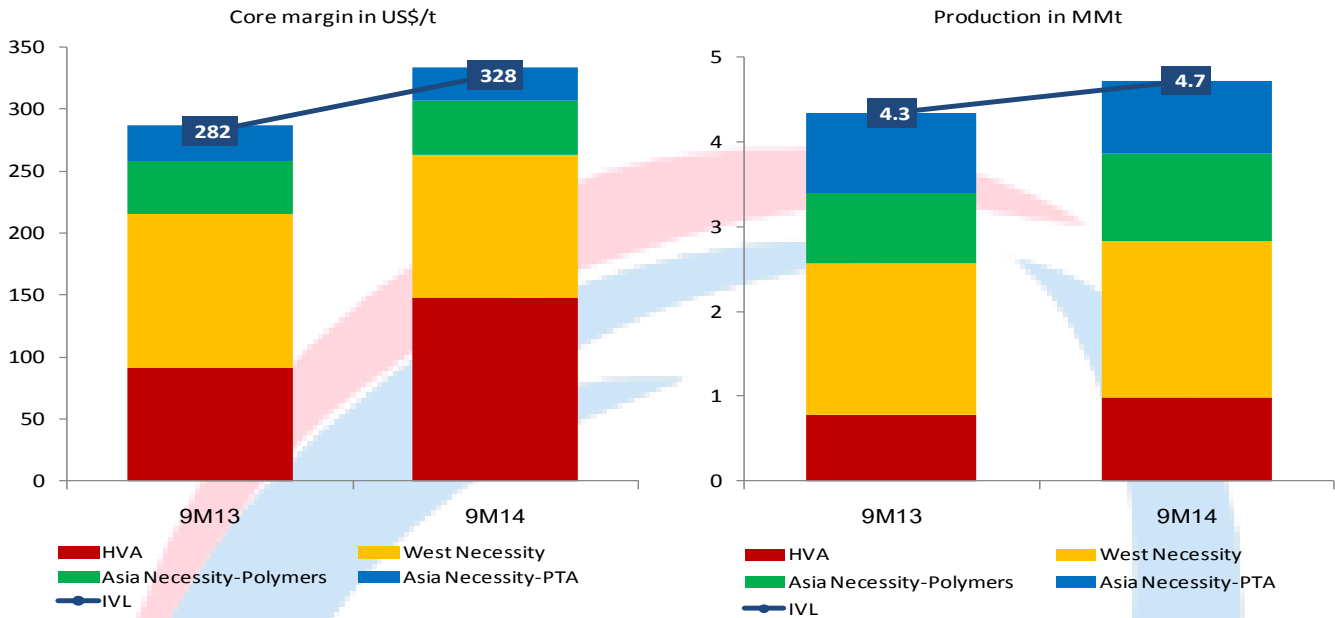 Core margin in US$/t
350
300
250
200
150
100
50
0
282
328
9M13
9M14
HVA
West Necessity
Asia Necessity-Polymers
Asia Necessity-PTA
IVL
Production in MMt
5
4
3
2
1
0
4.3
4.7
9M13
9M14
HVA
West Necessity
Asia Necessity-Polymers
Asia Necessity-PTA
IVL